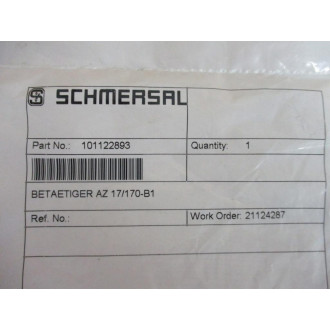 SCHMERSAL
Part No.: 101122893 Quantity: 1
BETAETIGER AZ 17/170-B1
Ref. No.: Work Order: 21124287